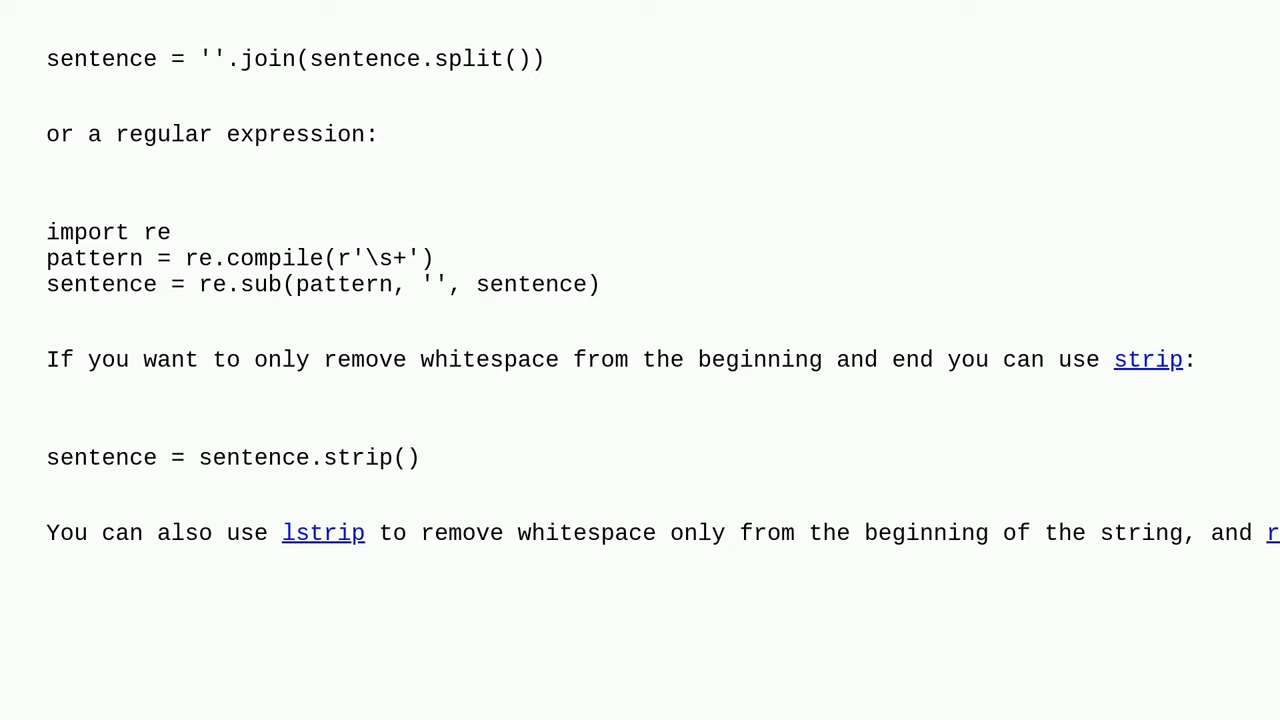 sentence = ''.join(sentence.split())
or a regular expression:
import re
pattern = re.compile(r'\s+')
sentence = re.sub(pattern, '', sentence)
If you want to only remove whitespace from the beginning and end you can use strip:
sentence = sentence.strip()
You can also use lstrip to remove whitespace only from the beginning of the string, and